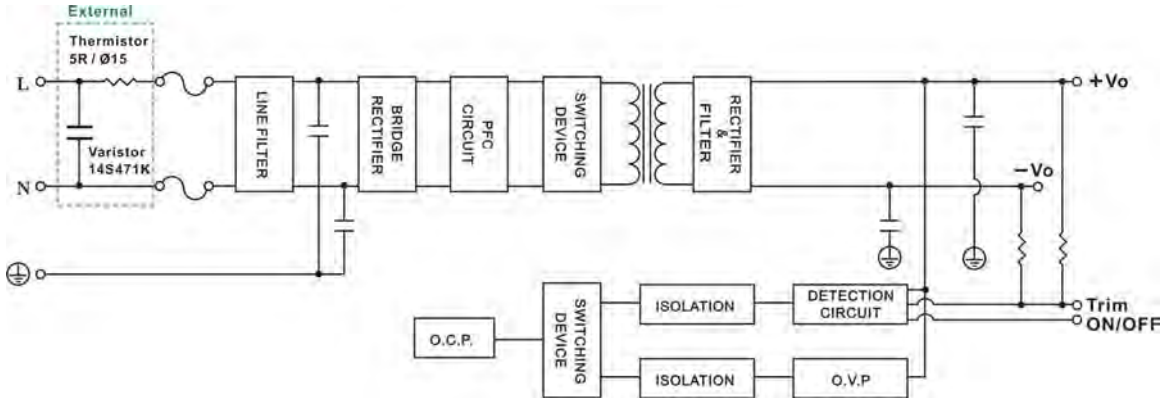 External
Thermistor
5R / Ø15
L
Varistor
14S471K
N
LINE FILTER
BRIDGE
RECTIFIER
PFC
CIRCUIT
SWITCHING
DEVICE
RECTIFIER
&
FILTER
+Vo
−Vo
O.C.P.
SWITCHING
DEVICE
ISOLATION
DETECTION
CIRCUIT
Trim
ON/OFF
ISOLATION
O.V.P